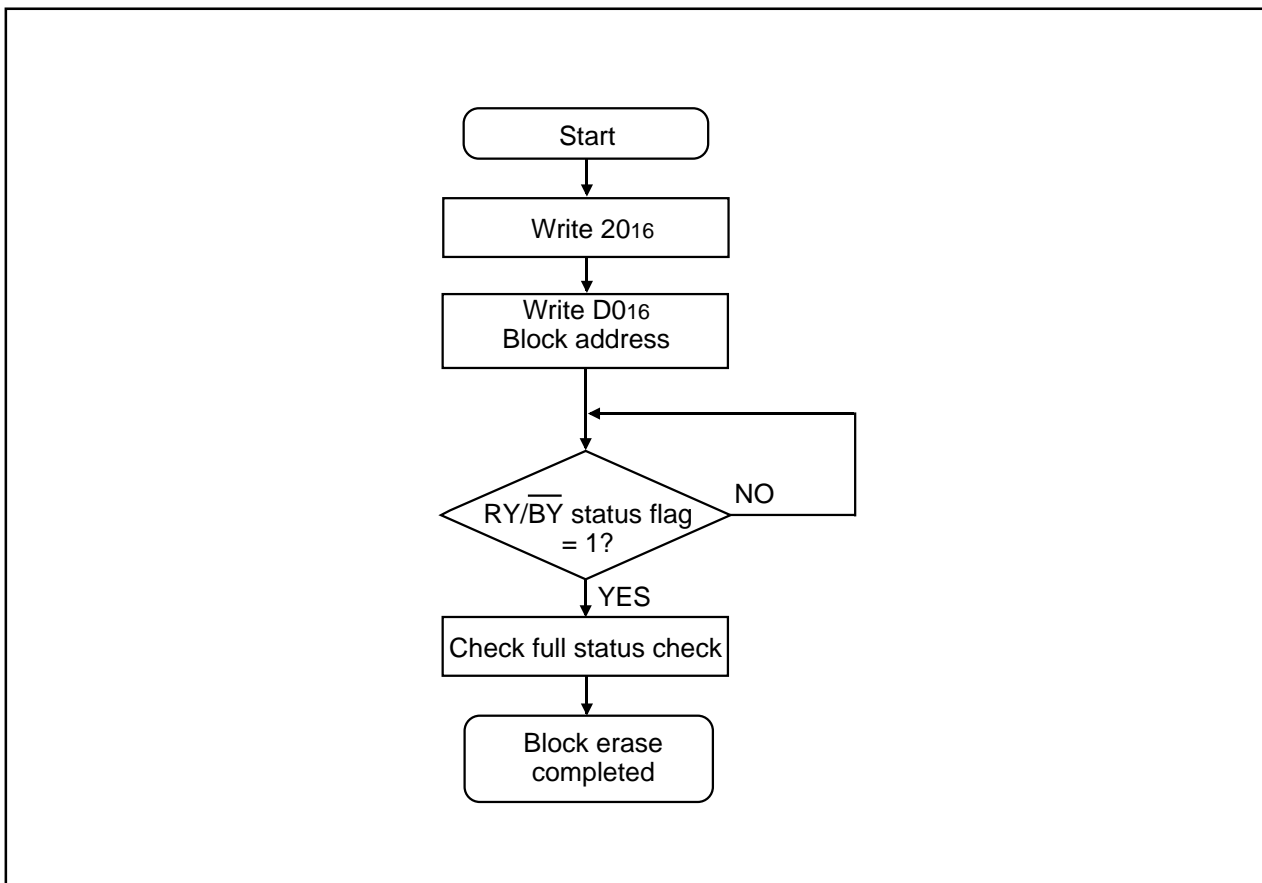 Start
Write 2016
Write D016
Block address
NO
RY/B̅Y̅ status flag
= 1?
YES
Check full status check
Block erase
completed